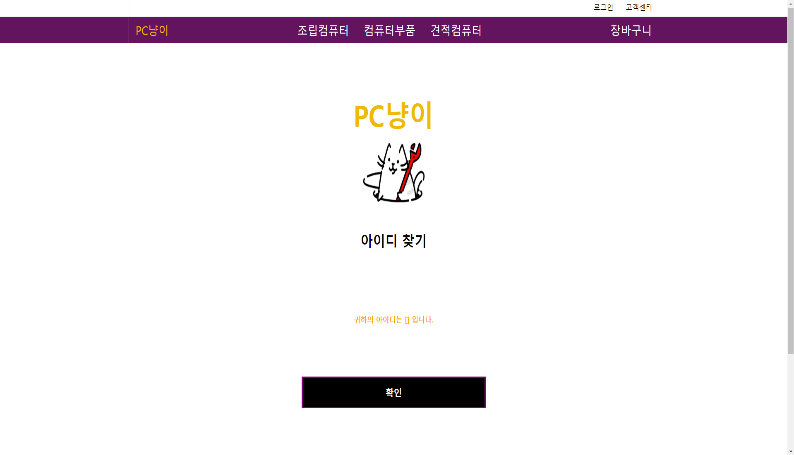 로그인 고객센터
PC냥이 조립컴퓨터 컴퓨터부품 견적컴퓨터 장바구니
PC냥이
아이디 찾기
귀하의 아이디는 [] 입니다.
확인